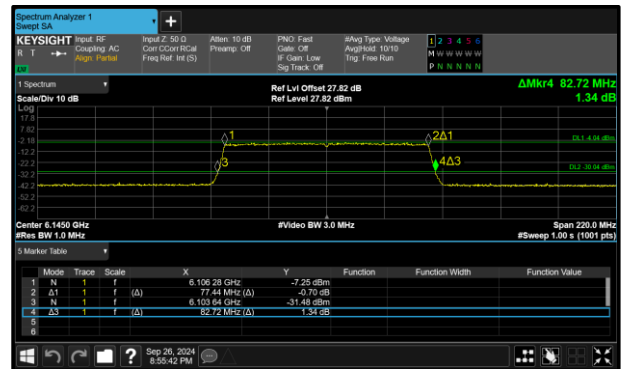 Spectrum Analyzer 1
Swept SA
+
KEYSIGHT Input: RF Input Z: 50 Ω Atten: 10 dB PNO: Fast #Avg Type: Voltage 1 2 3 4 5 6
R T Coupling: AC Corr CCorr RCal Preamp: Off Gate: Off Avg|Hold: 10/10 M W W W W W
Align: Partial Freq Ref: Int (S) IF Gain: Low Trig: Free Run
Sig Track: Off P N N N N N
1 Spectrum
Ref Lvl Offset 27.82 dB
ΔMkr4 82.72 MHz
Scale/Div 10 dB Ref Level 27.82 dBm 1.34 dB
Log
17.8
7.82
-2.18
-12.2
-22.2
-32.2
-42.2
-52.2
-62.2
1
2Δ1
3
4Δ3
DL1 -4.04 dBm
DL2 -30.04 dBm
Center 6.1450 GHz #Video BW 3.0 MHz Span 220.0 MHz
#Res BW 1.0 MHz #Sweep 1.00 s (1001 pts)
5 Marker Table
Mode Trace Scale X Y Function Function Width Function Value
1 N 1 f 6.106 28 GHz -7.25 dBm
2 Δ1 1 f (Δ) 77.44 MHz (Δ) -0.70 dB
3 N 1 f 6.103 64 GHz -31.48 dBm
4 Δ3 1 f (Δ) 82.72 MHz (Δ) 1.34 dB
5
6
? Sep 26, 2024
8:55:42 PM